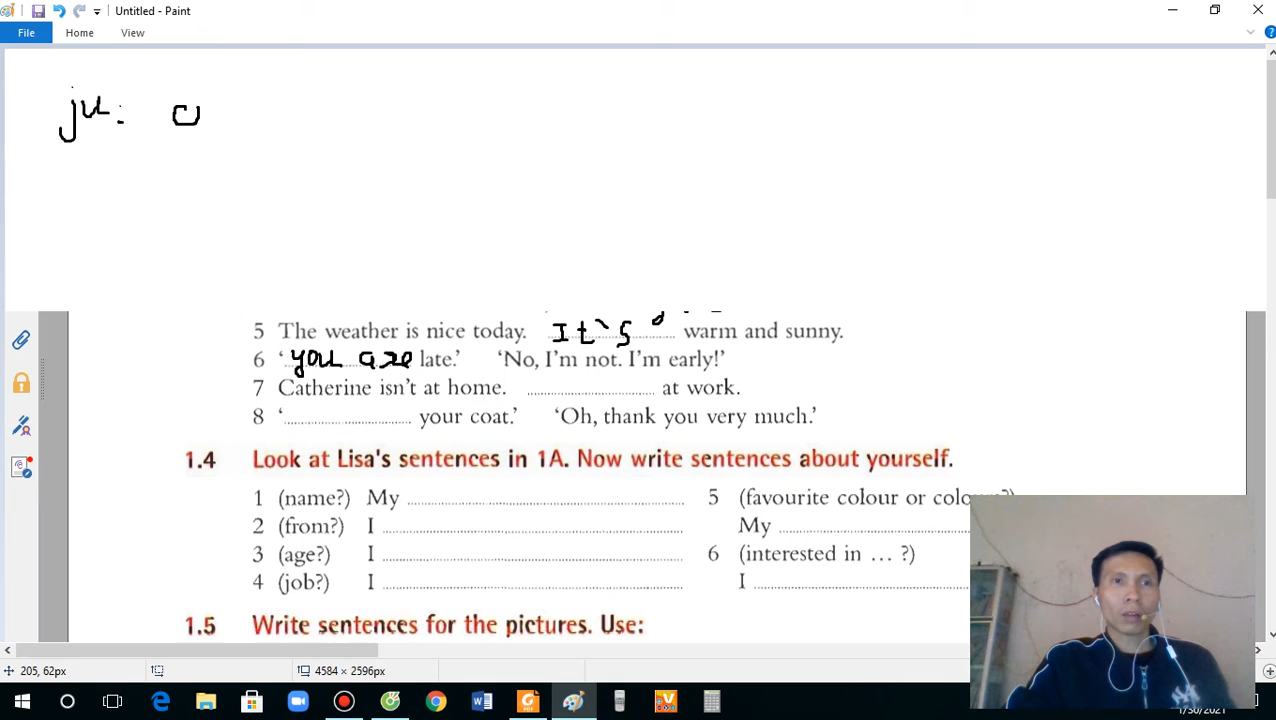 Untitled - Paint
File Home View
ju: a
5 The weather is nice today. It's warm and sunny.
6 ‘you are late.’ ‘No, I’m not. I’m early!’
7 Catherine isn’t at home. .............................. at work.
8 ‘.............................. your coat.’ ‘Oh, thank you very much.’
1.4 Look at Lisa's sentences in 1A. Now write sentences about yourself.
1 (name?) My ..............................
2 (from?) I ..............................
3 (age?) I ..............................
4 (job?) I ..............................
5 (favourite colour or
My ..............................
6 (interested in … ?)
I ..............................
1.5 Write sentences for the pictures. Use:
205, 62px 4584 × 2596px
1/30/2021